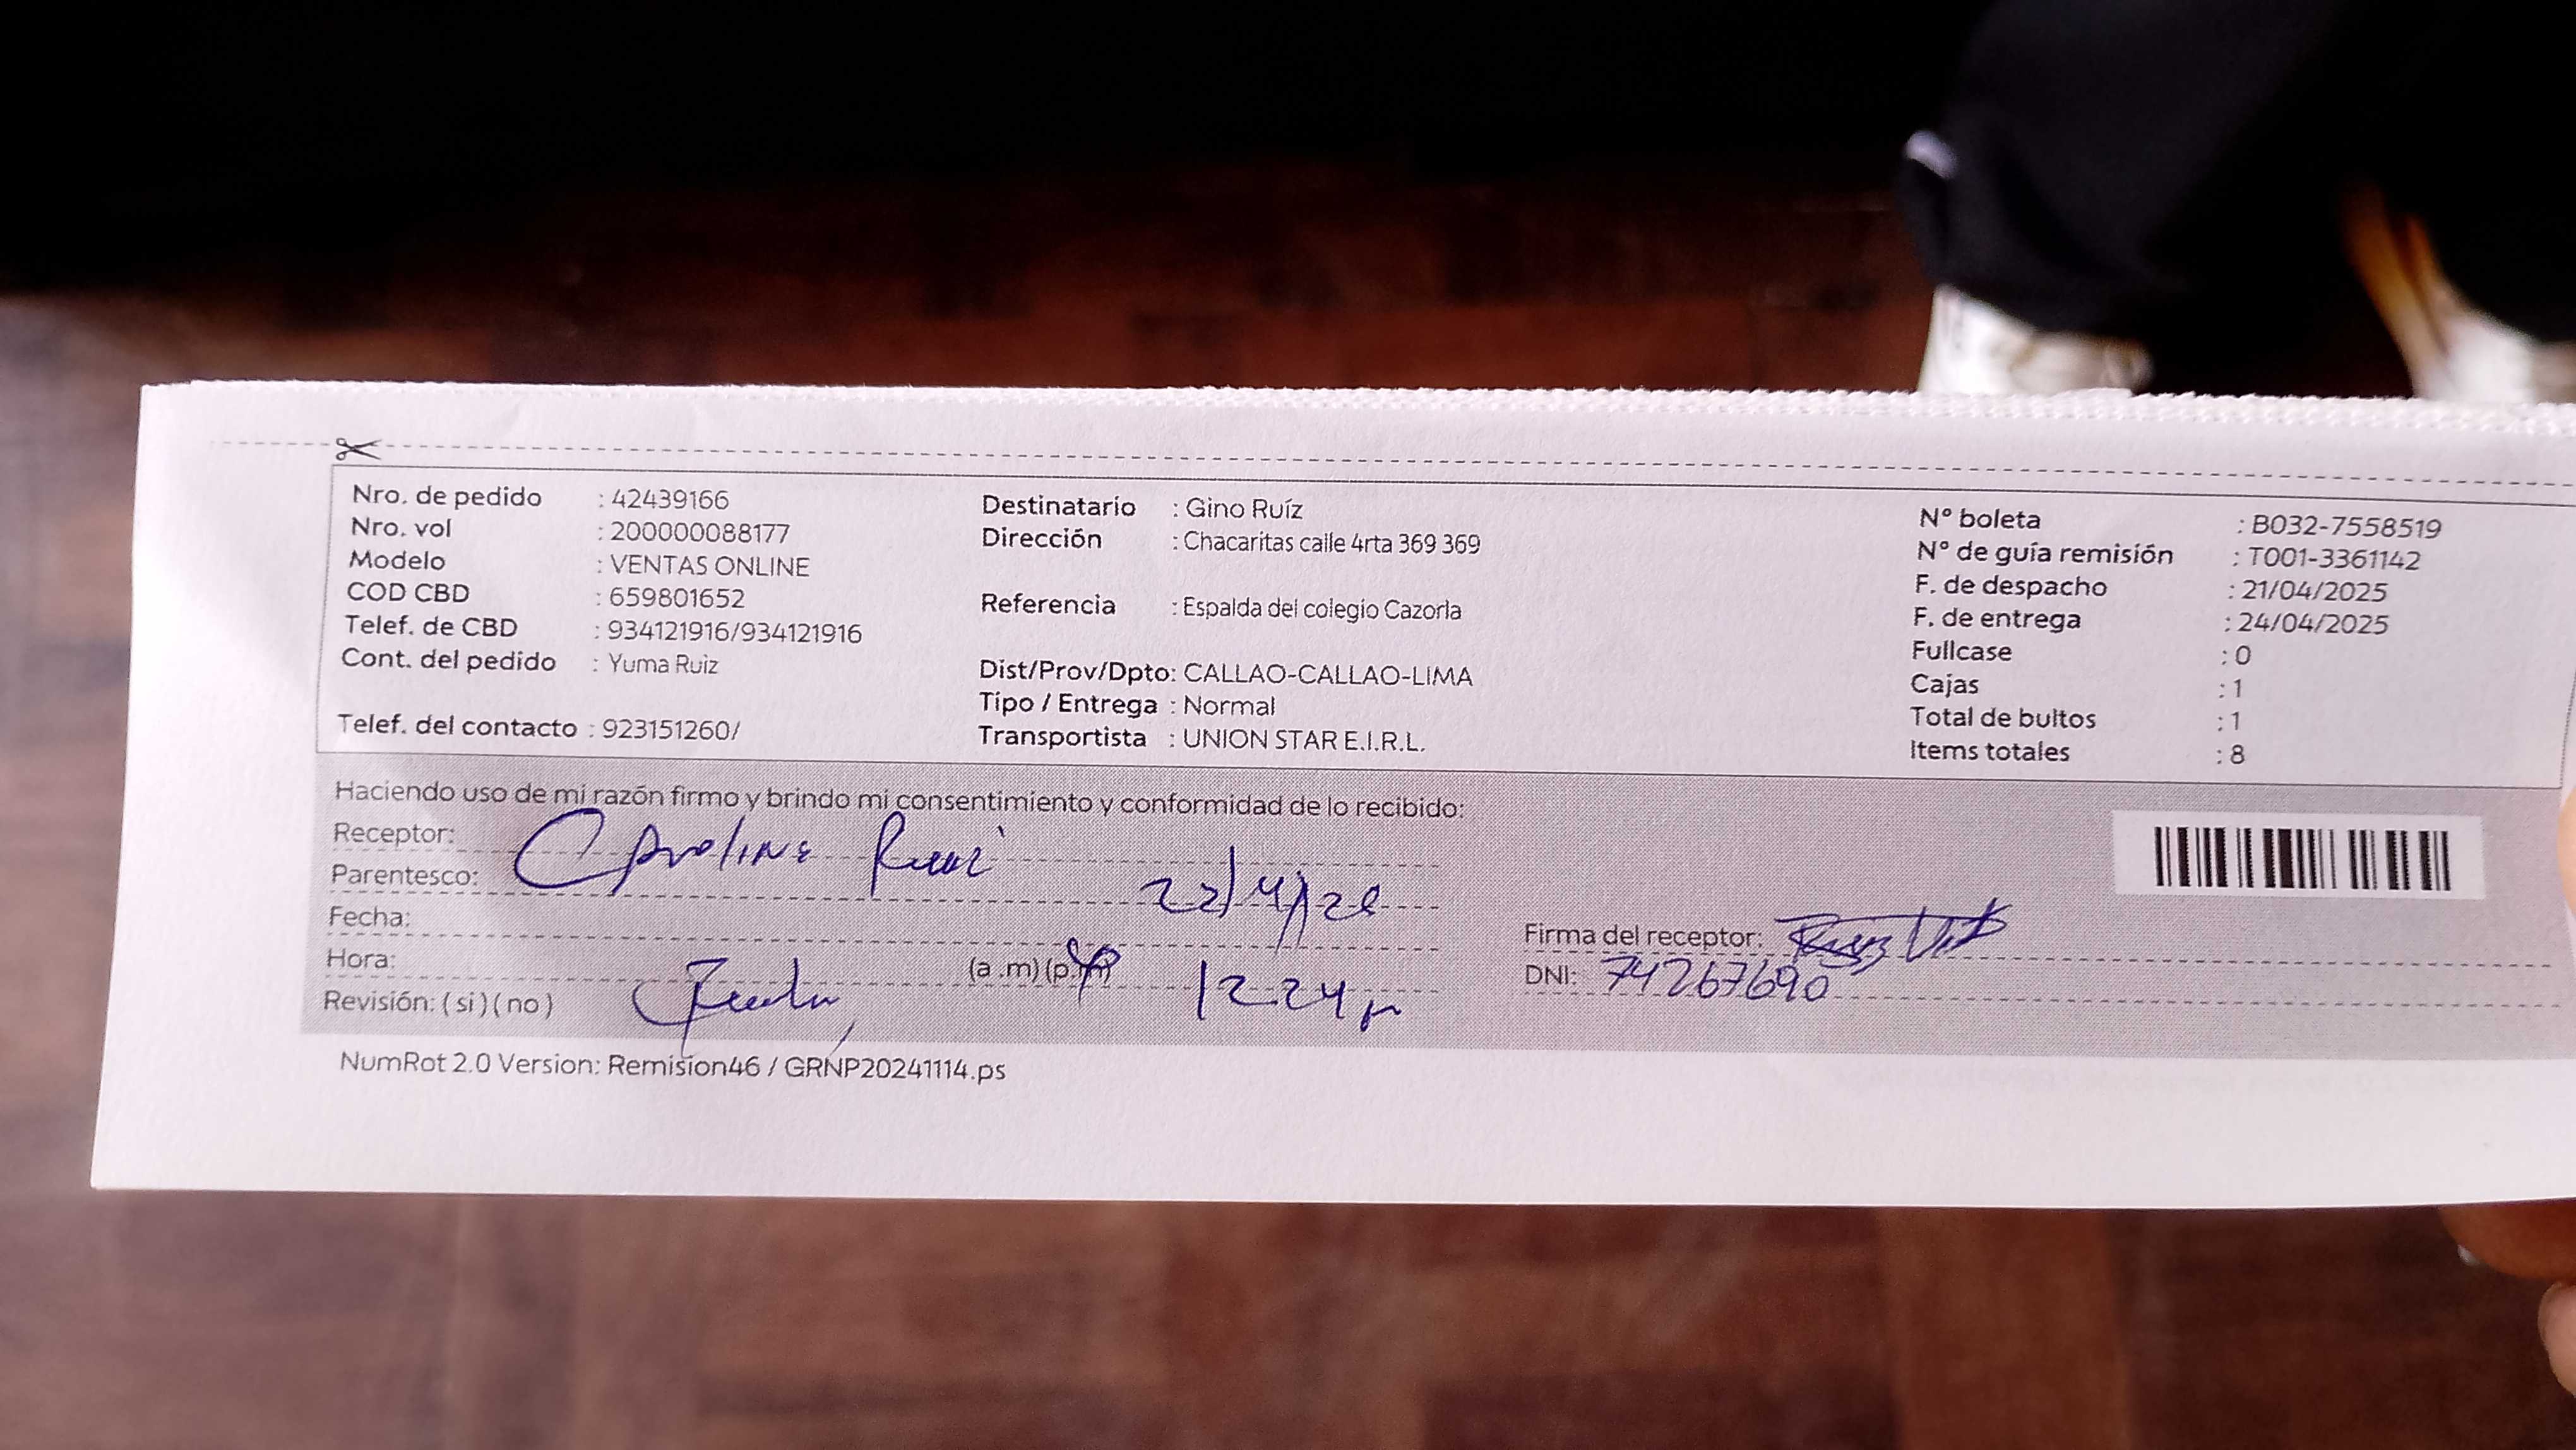 Nro. de pedido : 42439166
Nro. vol : 200000088177
Modelo : VENTAS ONLINE
COD CBD : 659801652
Telef. de CBD : 934121916/934121916
Cont. del pedido : Yuma Ruiz
Telef. del contacto : 923151260/
Destinatario : Gino Ruíz
Dirección : Chacaritas calle 4rta 369 369
Referencia : Espalda del colegio Cazorla
Dist/Prov/Dpto: CALLAO-CALLAO-LIMA
Tipo / Entrega : Normal
Transportista : UNION STAR E.I.R.L.
N° boleta : B032-7558519
N° de guía remisión : T001-3361142
F. de despacho : 21/04/2025
F. de entrega : 24/04/2025
Fullcase : 0
Cajas : 1
Total de bultos : 1
Items totales : 8
Haciendo uso de mi razón firmo y brindo mi consentimiento y conformidad de lo recibido:
Receptor:
Parentesco:
Fecha:
Hora: (a .m) (p.m)
Revisión: ( si ) ( no ) 12 24
Firma del receptor:
DNI: 74267690
NumRot 2.0 Version: Remision46 / GRNP20241114.ps